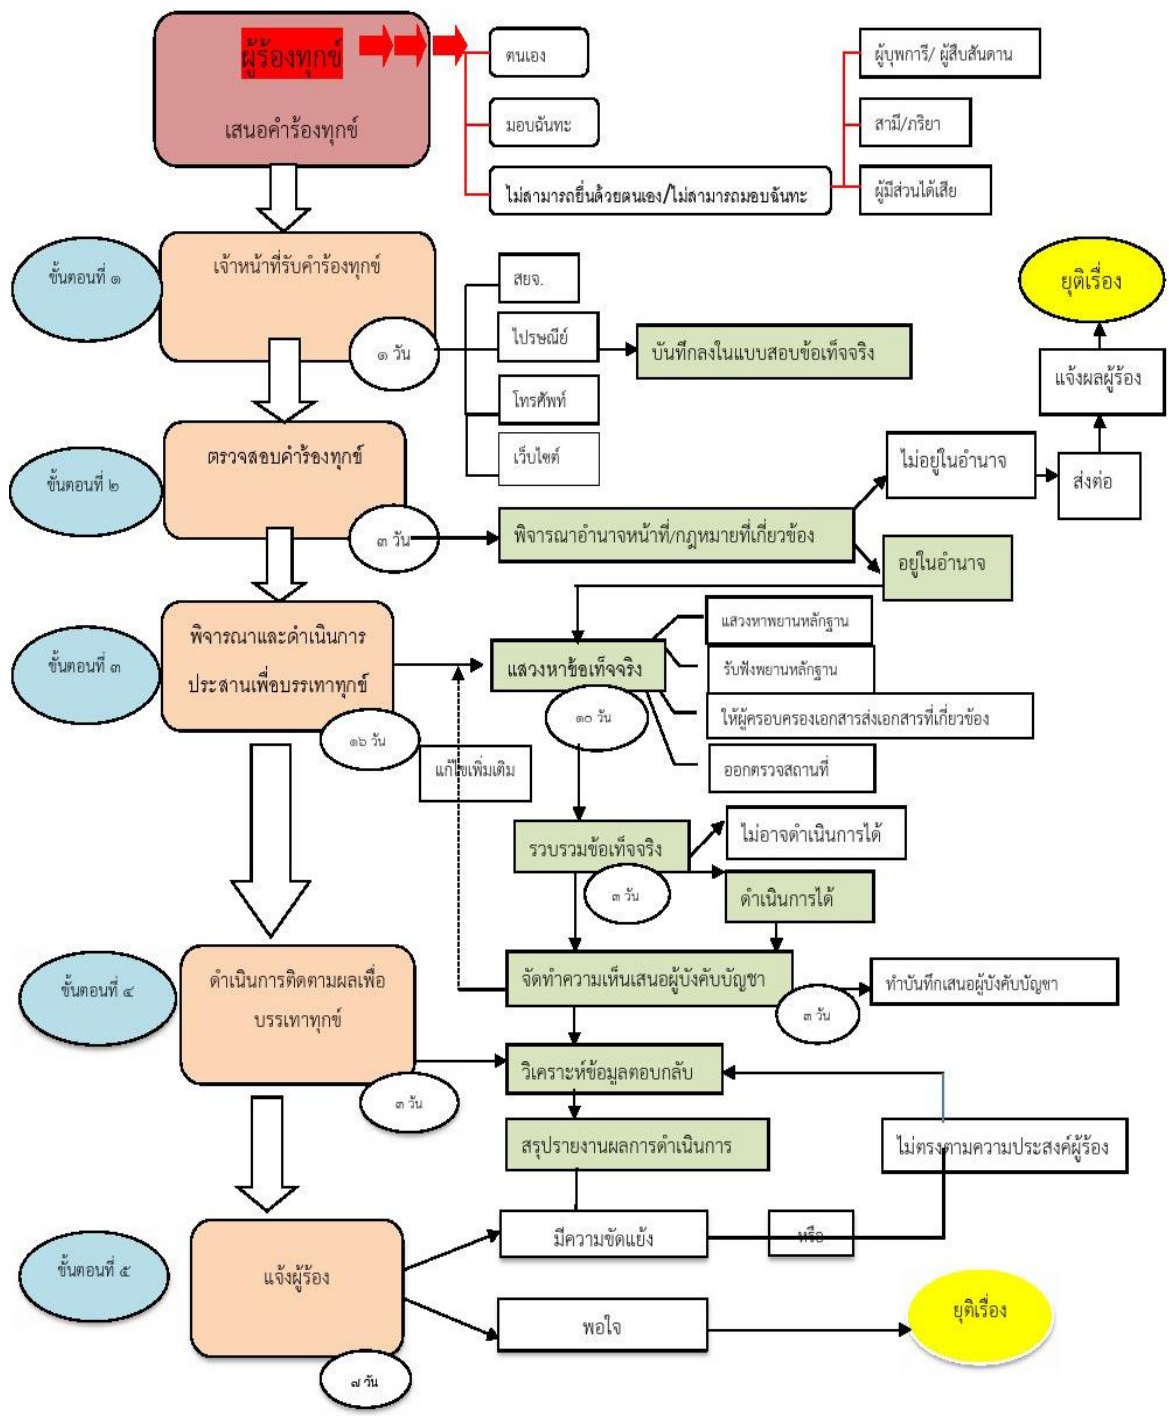 ผู้ร้องทุกข์
เสนอคำร้องทุกข์
ตนเอง
มอบฉันทะ
ไม่สามารถยื่นด้วยตนเอง/ไม่สามารถมอบฉันทะ
ผู้บุพการี/ ผู้สืบสันดาน
สามี/ภริยา
ผู้มีส่วนได้เสีย
ขั้นตอนที่ ๑
เจ้าหน้าที่รับคำร้องทุกข์
๑ วัน
สยจ.
ไปรษณีย์
โทรศัพท์
เว็บไซต์
บันทึกลงในแบบสอบข้อเท็จจริง
ยุติเรื่อง
แจ้งผลผู้ร้อง
ส่งต่อ
ไม่อยู่ในอำนาจ
ขั้นตอนที่ ๒
ตรวจสอบคำร้องทุกข์
๓ วัน
พิจารณาอำนาจหน้าที่/กฎหมายที่เกี่ยวข้อง
อยู่ในอำนาจ
ขั้นตอนที่ ๓
พิจารณาและดำเนินการ
ประสานเพื่อบรรเทาทุกข์
๑๖ วัน
แสวงหาข้อเท็จจริง
๑๐ วัน
แสวงหาพยานหลักฐาน
รับฟังพยานหลักฐาน
ให้ผู้ครอบครองเอกสารส่งเอกสารที่เกี่ยวข้อง
ออกตรวจสถานที่
แก้ไขเพิ่มเติม
รวบรวมข้อเท็จจริง
๓ วัน
ไม่อาจดำเนินการได้
ดำเนินการได้
ขั้นตอนที่ ๔
ดำเนินการติดตามผลเพื่อ
บรรเทาทุกข์
๓ วัน
จัดทำความเห็นเสนอผู้บังคับบัญชา
๓ วัน
ทำบันทึกเสนอผู้บังคับบัญชา
วิเคราะห์ข้อมูลตอบกลับ
สรุปรายงานผลการดำเนินการ
ไม่ตรงตามความประสงค์ผู้ร้อง
ขั้นตอนที่ ๕
แจ้งผู้ร้อง
๗ วัน
มีความขัดแย้ง
หรือ
พอใจ
ยุติเรื่อง